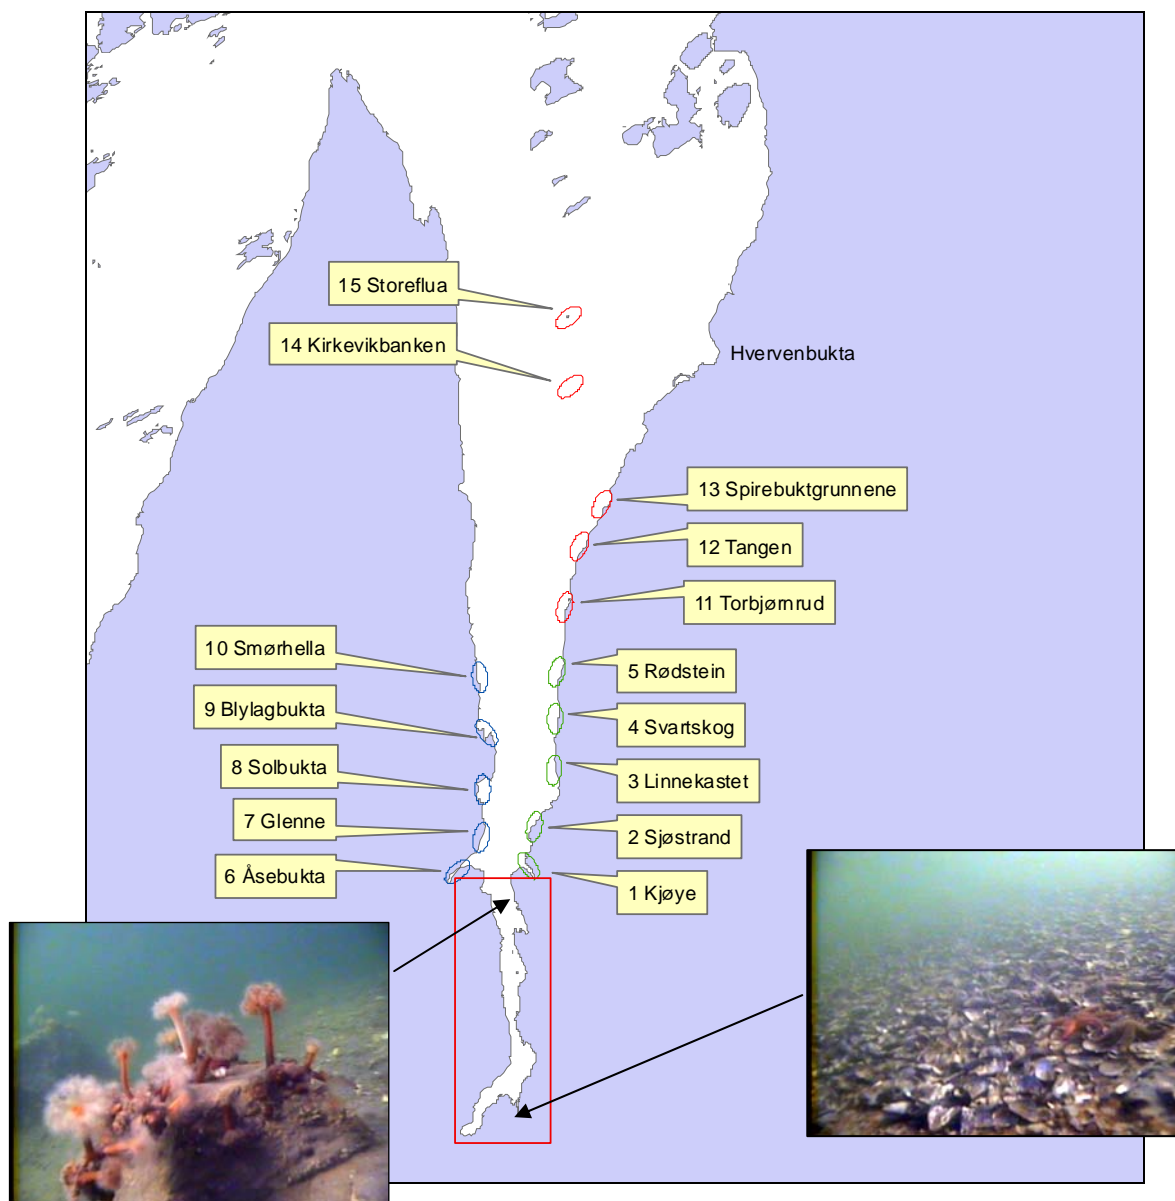 15 Storeflua
14 Kirkevikbanken
Hvervenbukta
13 Spirebuktgrunnene
12 Tangen
11 Torbjørnrud
10 Smørhella
5 Rødstein
9 Blylagbukta
4 Svartskog
8 Solbukta
3 Linnekastet
7 Glenne
2 Sjøstrand
6 Åsebukta
1 Kjøye